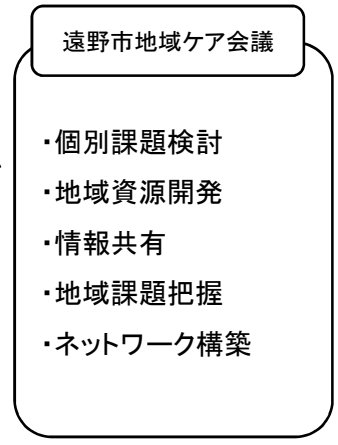 遠野市地域ケア会議
・個別課題検討
・地域資源開発
・情報共有
・地域課題把握
・ネットワーク構築